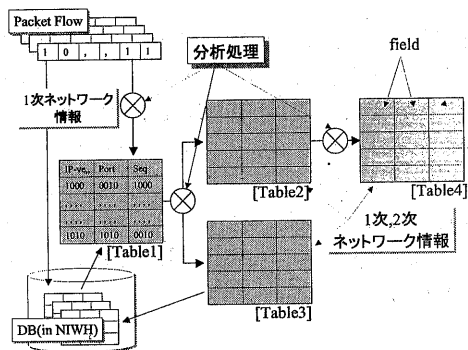 Packet Flow
1 0 , , 1 1
分析処理
field
1次ネットワーク
情報
IP-ve,, Port Seq
1000 0010 1000
,,,, ,,,, ,,,,
,,,, ,,,, ,,,,
1010 1010 0010
[Table1]
[Table2]
[Table4]
1次,2次
ネットワーク情報
[Table3]
DB(in NIWH)